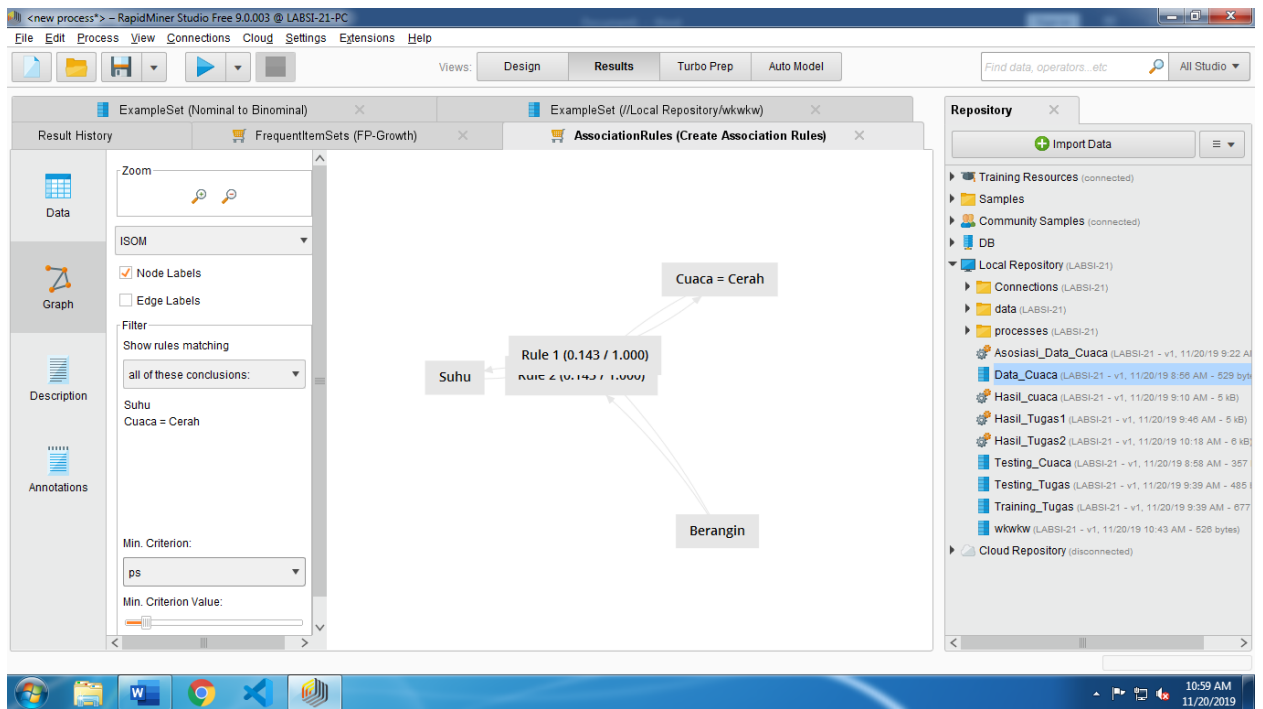 <new process*> – RapidMiner Studio Free 9.0.003 @ LABSI-21-PC
File Edit Process View Connections Cloud Settings Extensions Help
Views: Design Results Turbo Prep Auto Model
Find data, operators...etc
All Studio
ExampleSet (Nominal to Binominal)
ExampleSet (//Local Repository/wkwkw)
Result History
FrequentItemSets (FP-Growth)
AssociationRules (Create Association Rules)
Data
Graph
Description
Annotations
Zoom
ISOM
Node Labels
Edge Labels
Filter
Show rules matching
all of these conclusions:
Suhu
Cuaca = Cerah
Min. Criterion:
ps
Min. Criterion Value:
Cuaca = Cerah
Rule 1 (0.143 / 1.000)
Rule 2 (0.143 / 1.000)
Suhu
Berangin
Repository
Import Data
Training Resources (connected)
Samples
Community Samples (connected)
DB
Local Repository (LABSI-21)
Connections (LABSI-21)
data (LABSI-21)
processes (LABSI-21)
Asosiasi_Data_Cuaca (LABSI-21 - v1, 11/20/19 9:22 A
Data_Cuaca (LABSI-21 - v1, 11/20/19 8:56 AM - 529 byt
Hasil_cuaca (LABSI-21 - v1, 11/20/19 9:10 AM - 5 kB)
Hasil_Tugas1 (LABSI-21 - v1, 11/20/19 9:46 AM - 5 kB)
Hasil_Tugas2 (LABSI-21 - v1, 11/20/19 10:18 AM - 6 kB
Testing_Cuaca (LABSI-21 - v1, 11/20/19 8:58 AM - 357
Testing_Tugas (LABSI-21 - v1, 11/20/19 9:39 AM - 485
Training_Tugas (LABSI-21 - v1, 11/20/19 9:39 AM - 677
wkwkw (LABSI-21 - v1, 11/20/19 10:43 AM - 526 bytes)
Cloud Repository (disconnected)
10:59 AM
11/20/2019